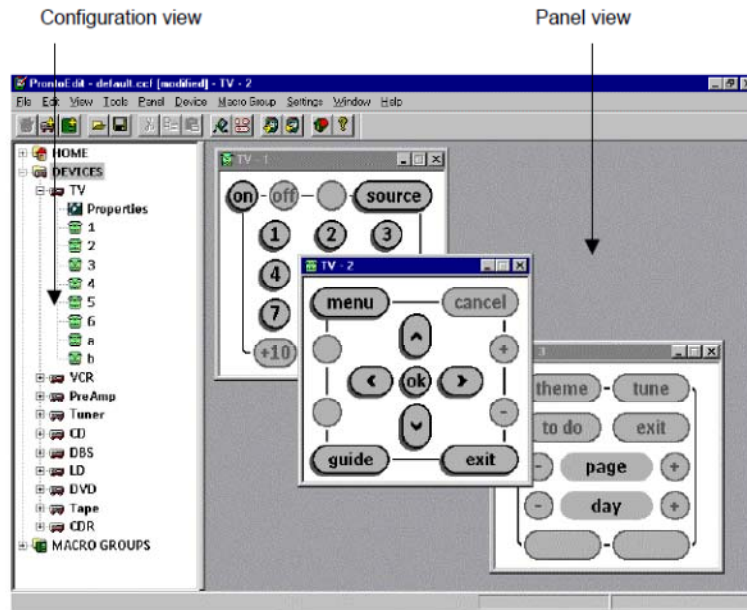 Configuration view
Panel view
ProntoEdit - default.ccf [modified] - TV - 2
File Edit View Tools Panel Device Macro Group Settings Window Help
HOME
DEVICES
TV
Properties
1
2
3
4
5
6
a
b
VCR
PreAmp
Tuner
CD
DBS
LD
DVD
Tape
CDR
MACRO GROUPS
TV - 1
on off source
1 2 3
4
7
+10
TV - 2
menu cancel
+
ok
-
guide exit
theme tune
to do exit
- page +
- day +